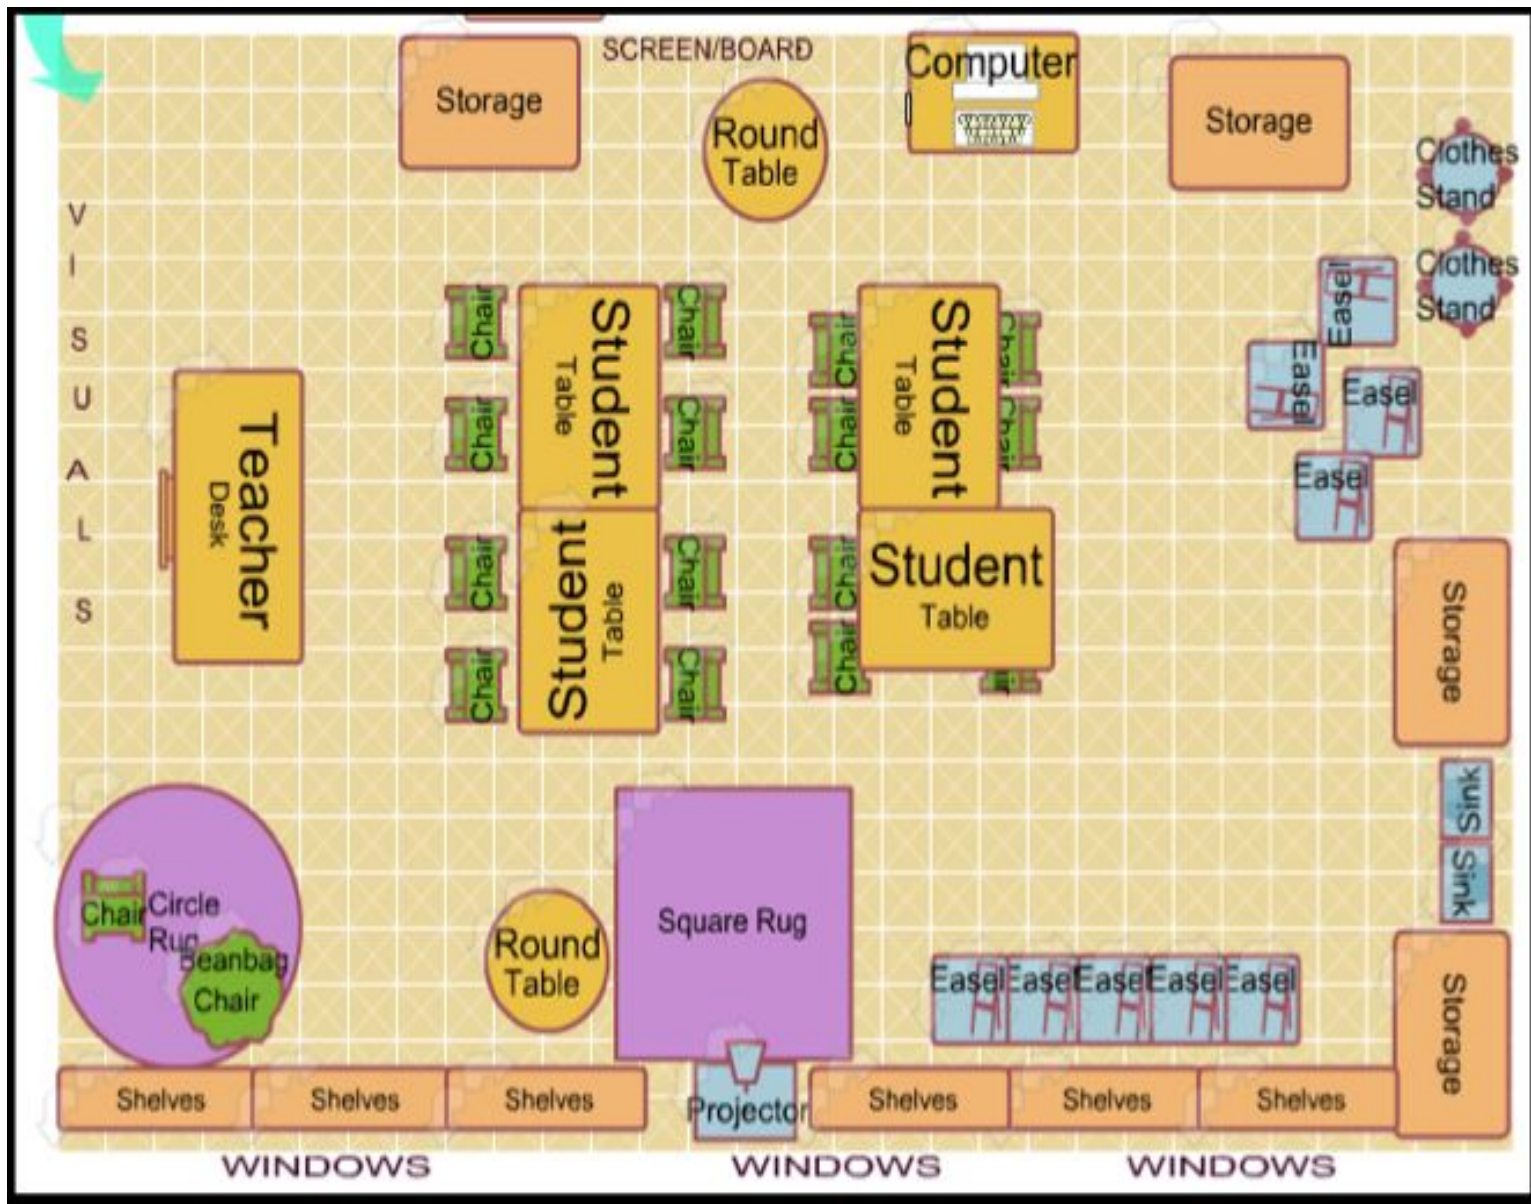 SCREEN/BOARD
Computer
Storage
Round
Table
Storage
Clothes
Stand
Clothes
Stand
V
I
S
U
A
L
S
Easel
Easel
Easel
Easel
Chair
Chair
Chair
Chair
Student
Table
Student
Table
Chair
Chair
Chair
Chair
Chair
Chair
Chair
Chair
Student
Table
Student
Table
Chair
Chair
Teacher
Desk
Storage
Sink
Sink
Storage
Chair
Circle
Rug
Beanbag
Chair
Round
Table
Square Rug
Easel
Easel
Easel
Easel
Easel
Shelves
Shelves
Shelves
Projector
Shelves
Shelves
Shelves
WINDOWS
WINDOWS
WINDOWS